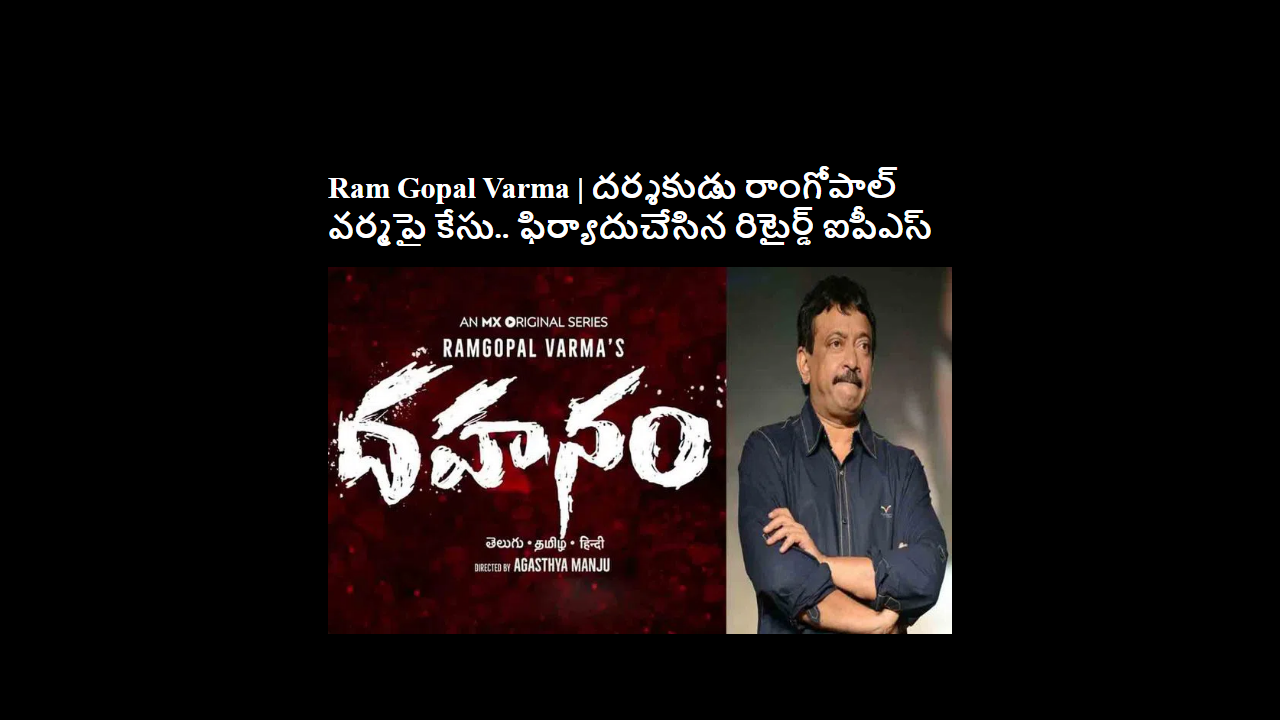 Ram Gopal Varma | దర్శకుడు రాంగోపాల్
వర్మపై కేసు.. ఫిర్యాదుచేసిన రిటైర్డ్ ఐపీఎస్
AN MX ORIGINAL SERIES
RAMGOPAL VARMA'S
దహనం
తెలుగు • தமிழ் • हिन्दी
DIRECTED BY AGASTHYA MANJU